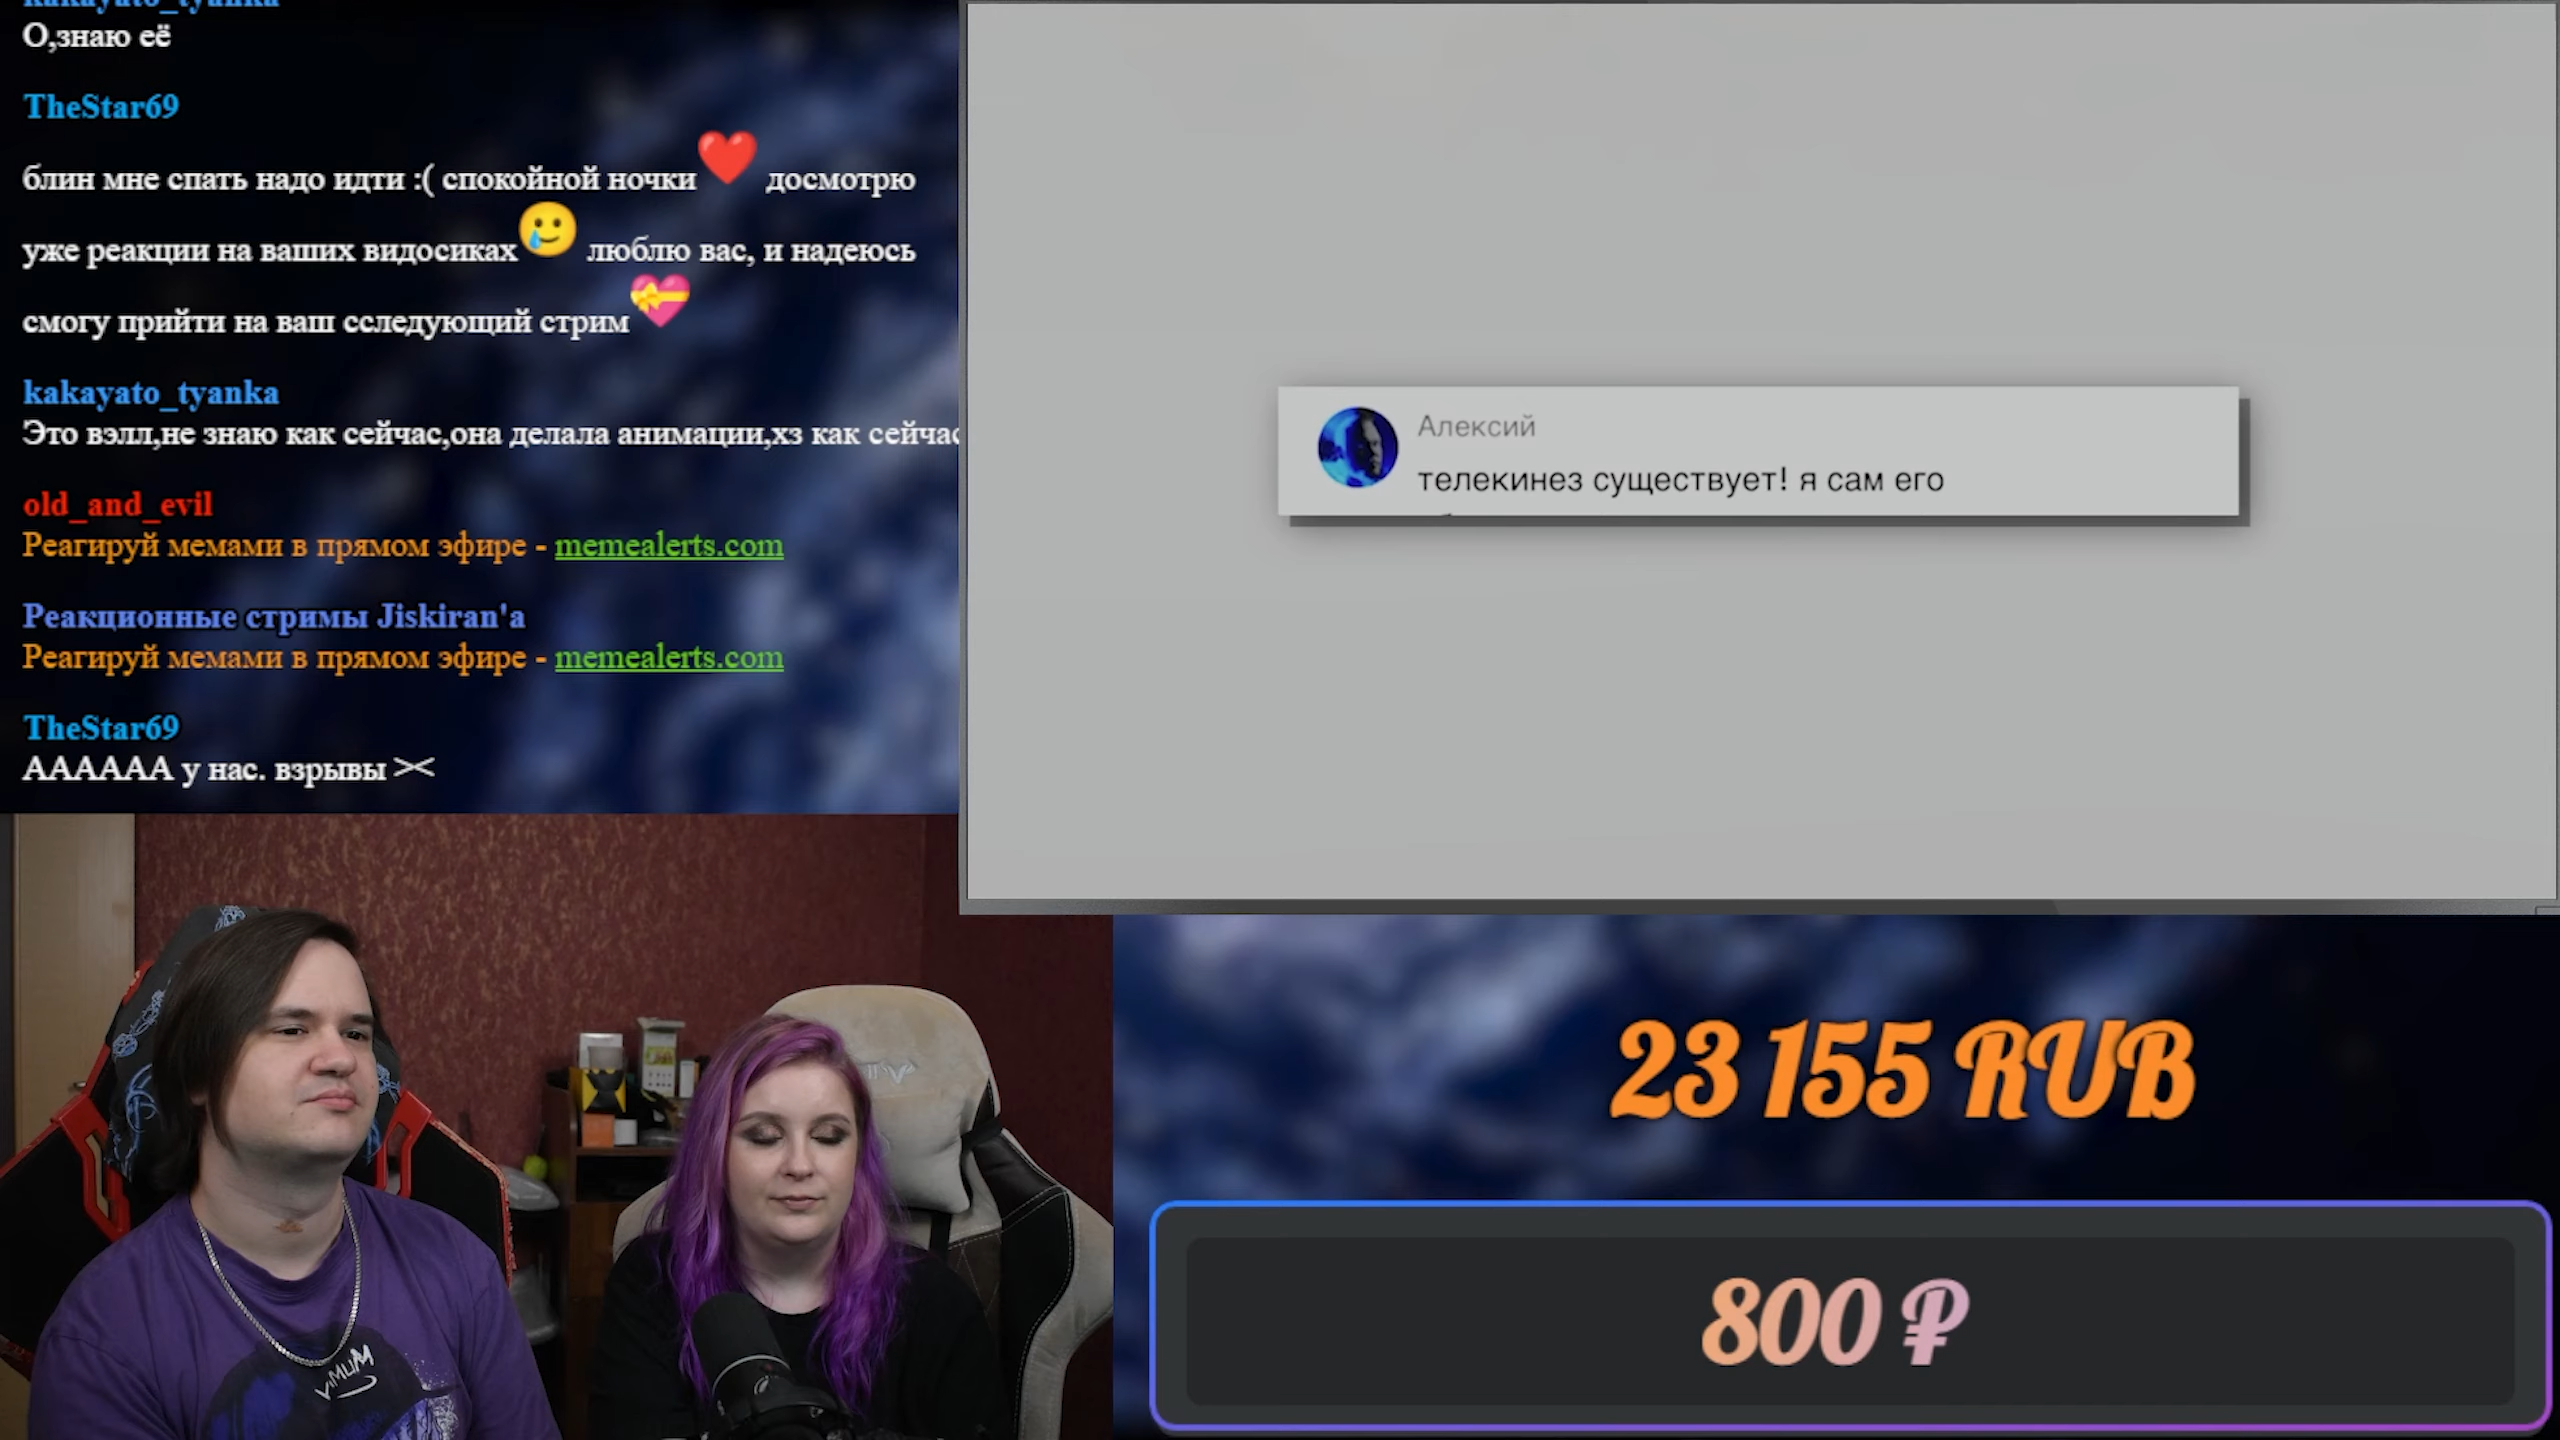 kakayato_tyanka
О,знаю её
TheStar69
блин мне спать надо идти :( спокойной ночки❤️ досмотрю
уже реакции на ваших видосиках🥲 люблю вас, и надеюсь
смогу прийти на ваш сследующий стрим💝
kakayato_tyanka
Это вэлл,не знаю как сейчас,она делала анимации,хз как сейчас
old_and_evil
Реагируй мемами в прямом эфире - memealerts.com
Реакционные стримы Jiskiran'а
Реагируй мемами в прямом эфире - memealerts.com
TheStar69
АААААА у нас. взрывы ><
Алексий
телекинез существует! я сам его
23 155 RUB
800 ₽